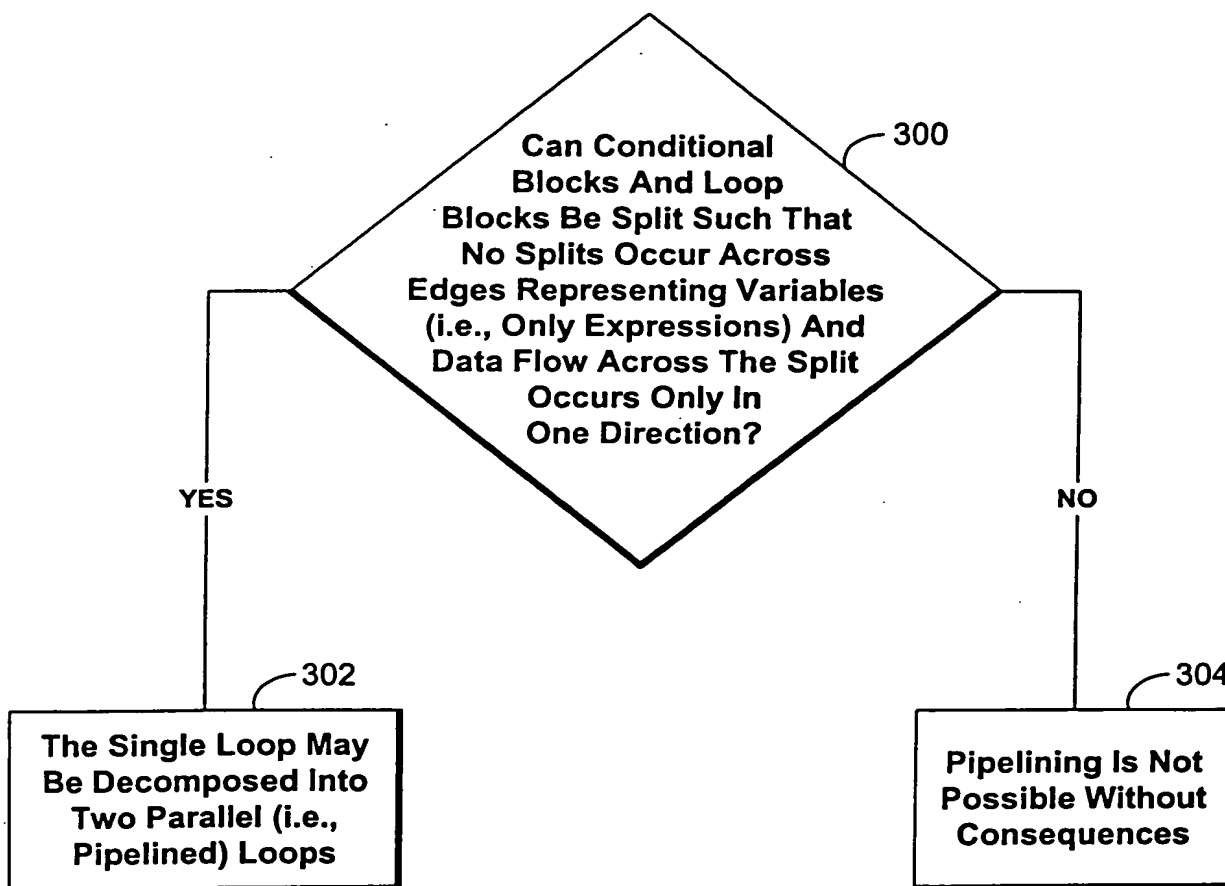 300
Can Conditional
Blocks And Loop
Blocks Be Split Such That
No Splits Occur Across
Edges Representing Variables
(i.e., Only Expressions) And
Data Flow Across The Split
Occurs Only In
One Direction?
YES
NO
302
The Single Loop May
Be Decomposed Into
Two Parallel (i.e.,
Pipelined) Loops
304
Pipelining Is Not
Possible Without
Consequences